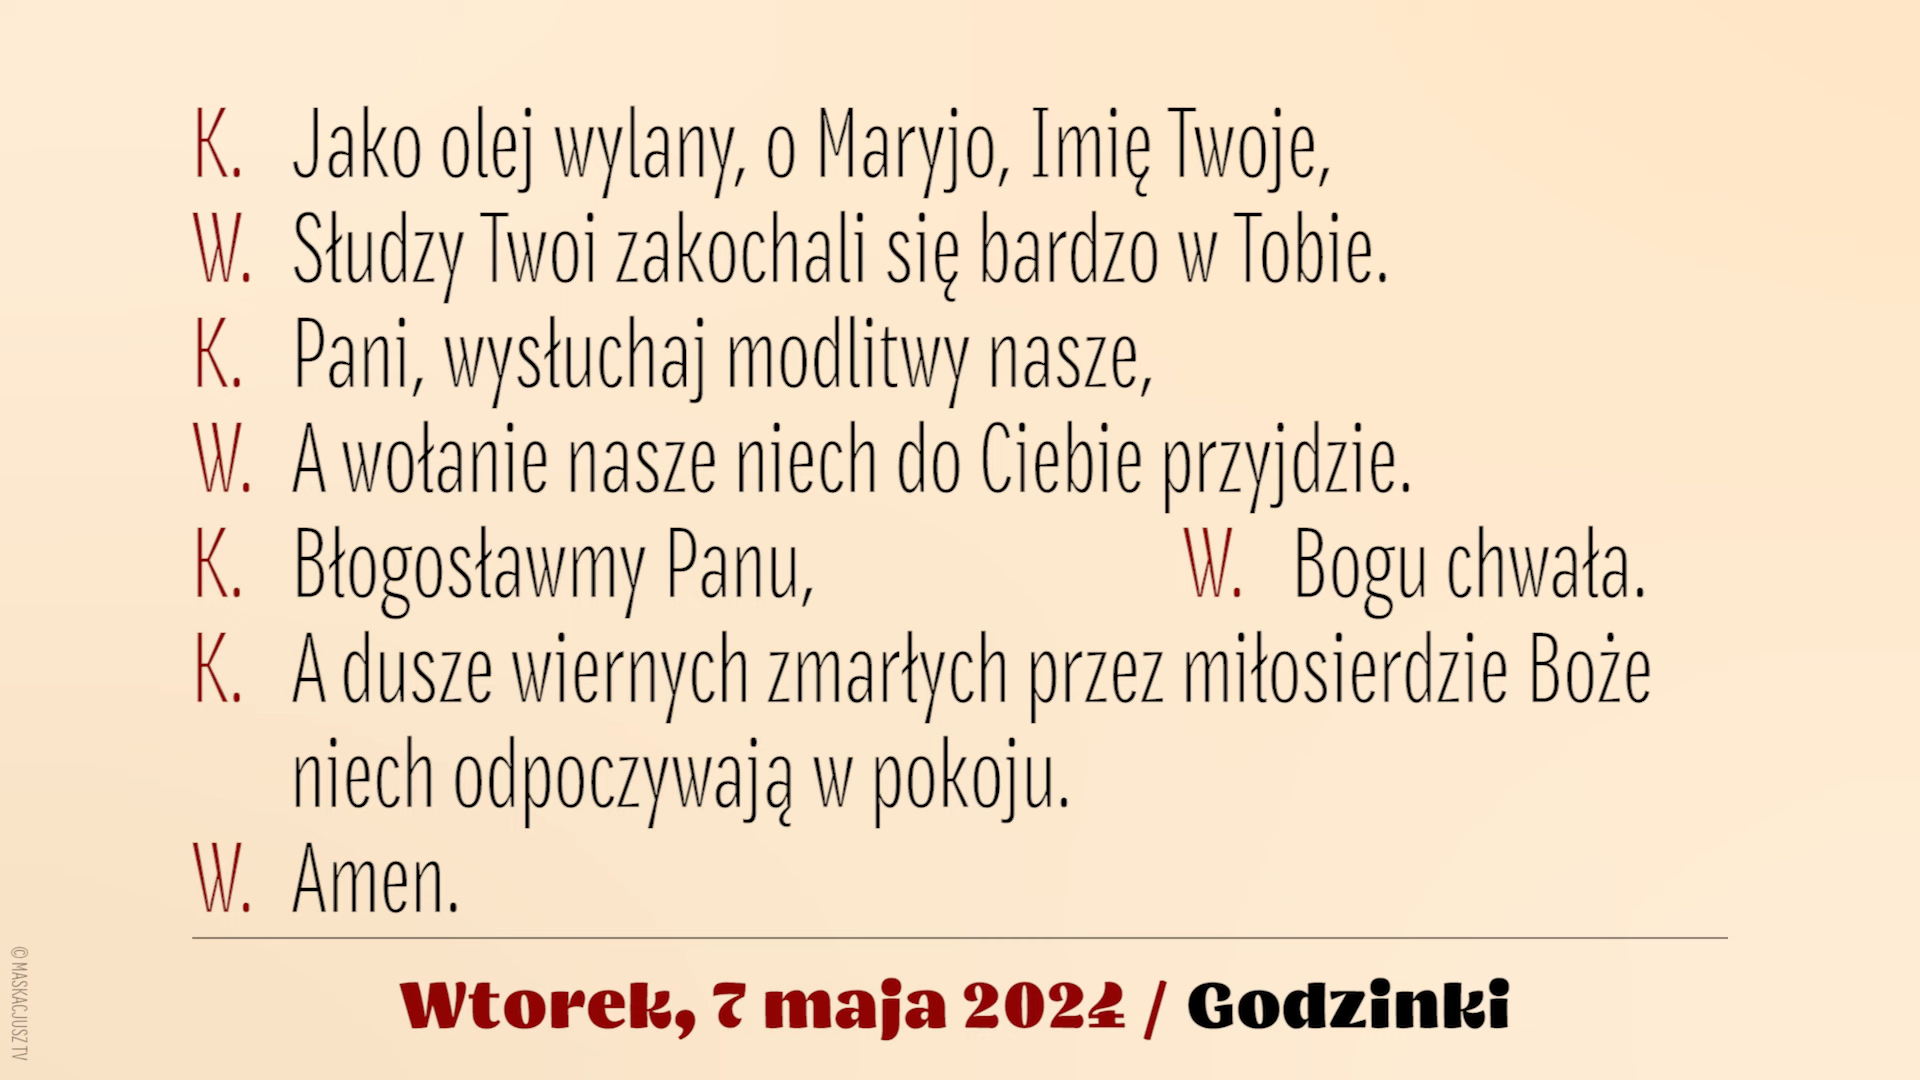 K. Jako olej wylany, o Maryjo, Imię Twoje,
W. Słudzy Twoi zakochali się bardzo w Tobie.
K. Pani, wysłuchaj modlitwy nasze,
W. A wołanie nasze niech do Ciebie przyjdzie.
K. Błogosławmy Panu, W. Bogu chwała.
K. A dusze wiernych zmarłych przez miłosierdzie Boże
niech odpoczywają w pokoju.
W. Amen.
Wtorek, 7 maja 2024 / Godzinki
© MASKACJUSZ TV